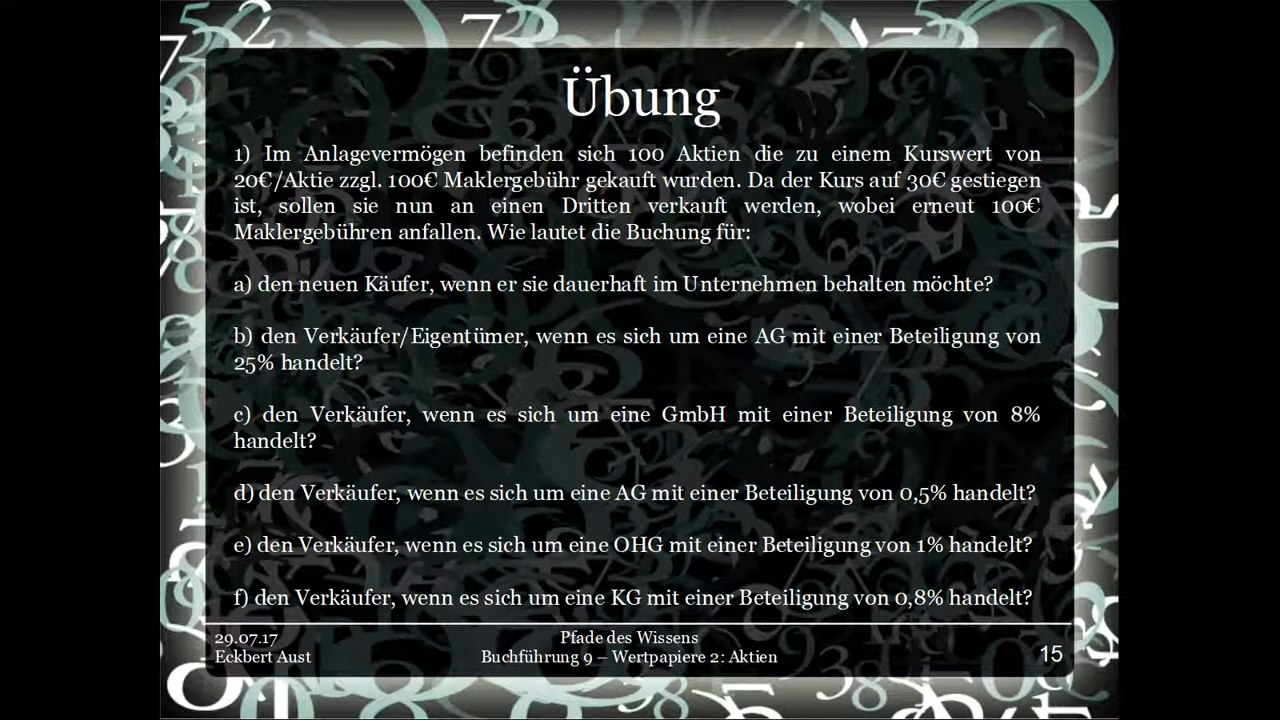 Übung
1) Im Anlagevermögen befinden sich 100 Aktien die zu einem Kurswert von
20€/Aktie zzgl. 100€ Maklergebühr gekauft wurden. Da der Kurs auf 30€ gestiegen
ist, sollen sie nun an einen Dritten verkauft werden, wobei erneut 100€
Maklergebühren anfallen. Wie lautet die Buchung für:
a) den neuen Käufer, wenn er sie dauerhaft im Unternehmen behalten möchte?
b) den Verkäufer/Eigentümer, wenn es sich um eine AG mit einer Beteiligung von
25% handelt?
c) den Verkäufer, wenn es sich um eine GmbH mit einer Beteiligung von 8%
handelt?
d) den Verkäufer, wenn es sich um eine AG mit einer Beteiligung von 0,5% handelt?
e) den Verkäufer, wenn es sich um eine OHG mit einer Beteiligung von 1% handelt?
f) den Verkäufer, wenn es sich um eine KG mit einer Beteiligung von 0,8% handelt?
29.07.17
Eckbert Aust
Pfade des Wissens
Buchführung 9 – Wertpapiere 2: Aktien
15